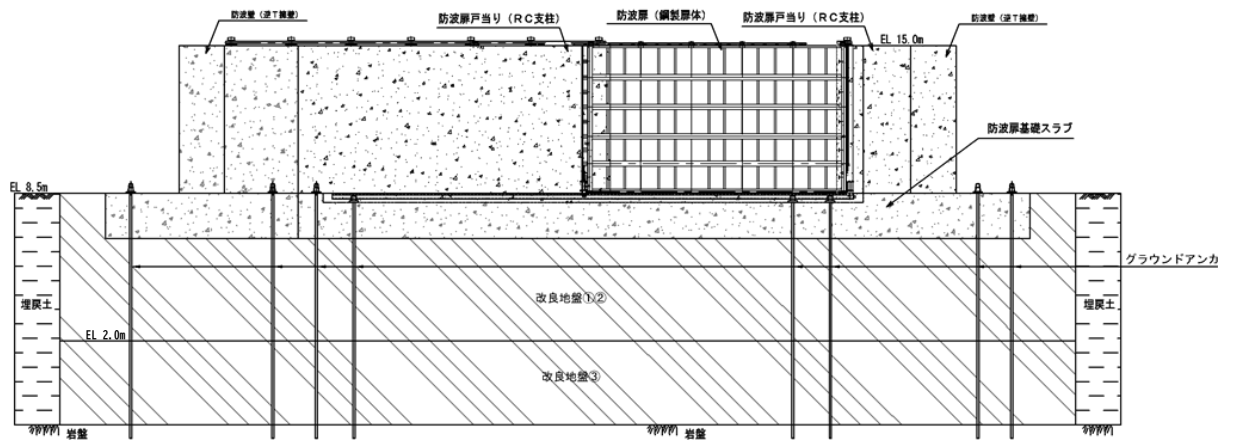 防波壁（逆Ｔ擁壁）
防波扉戸当り（ＲＣ支柱）
防波扉（鋼製扉体）
防波扉戸当り（ＲＣ支柱）
防波壁（逆Ｔ擁壁）
EL 15.0m
防波扉基礎スラブ
EL 8.5m
グラウンドアンカ
埋戻土
改良地盤①②
埋戻土
EL 2.0m
改良地盤③
岩盤
岩盤